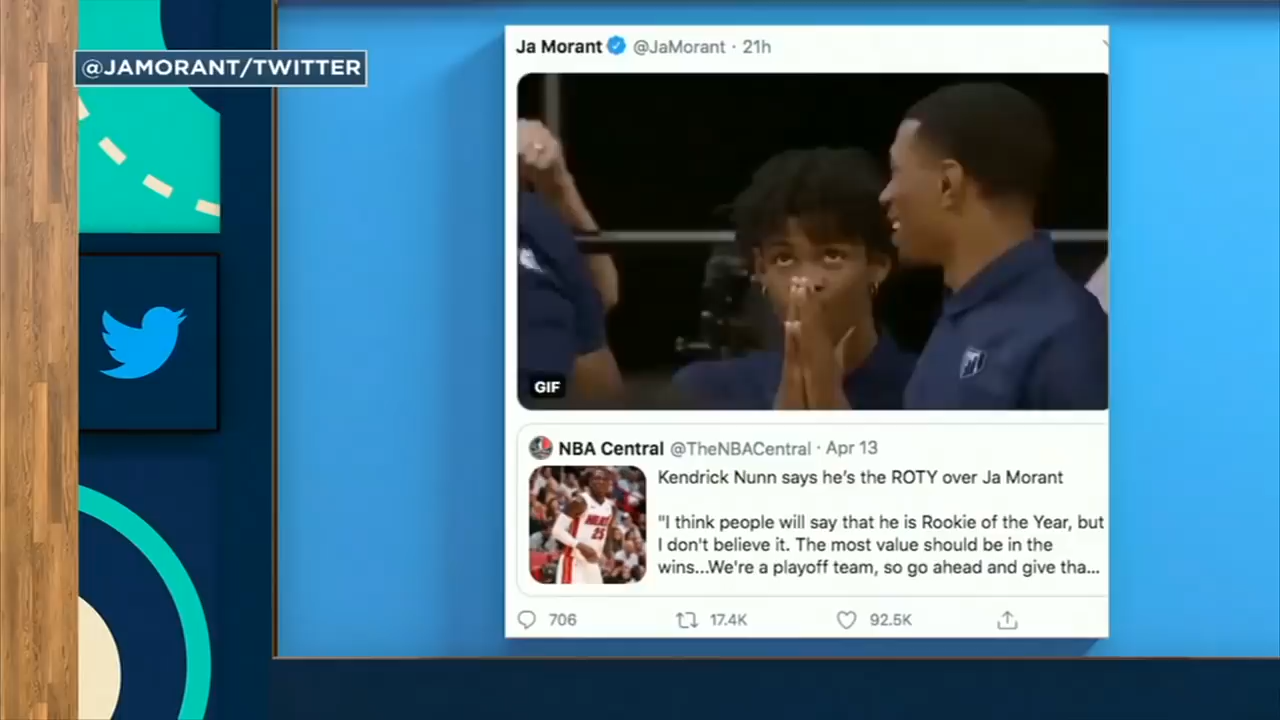 @JAMORANT/TWITTER
Ja Morant @JaMorant · 21h
GIF
NBA Central @TheNBACentral · Apr 13
Kendrick Nunn says he's the ROTY over Ja Morant
"I think people will say that he is Rookie of the Year, but
I don't believe it. The most value should be in the
wins...We're a playoff team, so go ahead and give tha...
HEAT
25
706 17.4K 92.5K